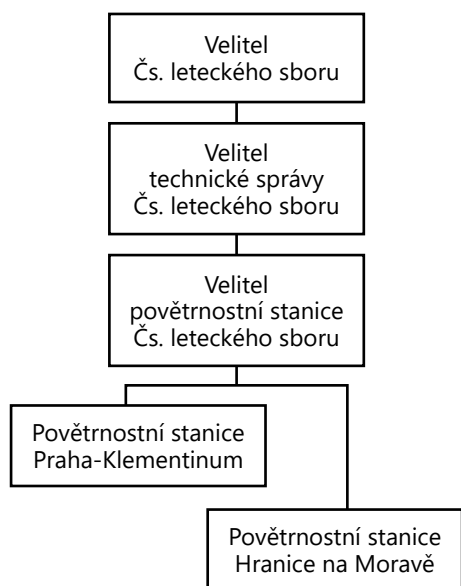 Velitel
Čs. leteckého sboru
Velitel
technické správy
Čs. leteckého sboru
Velitel
povětrnostní stanice
Čs. leteckého sboru
Povětrnostní stanice
Praha-Klementinum
Povětrnostní stanice
Hranice na Moravě